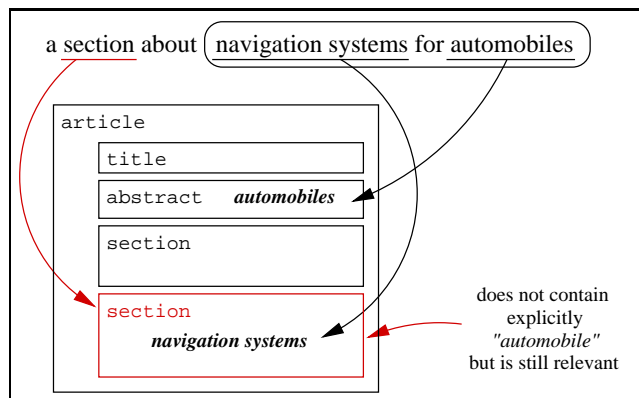 a section about navigation systems for automobiles
article
title
abstract automobiles
section
section
navigation systems
does not contain
explicitly
"automobile"
but is still relevant